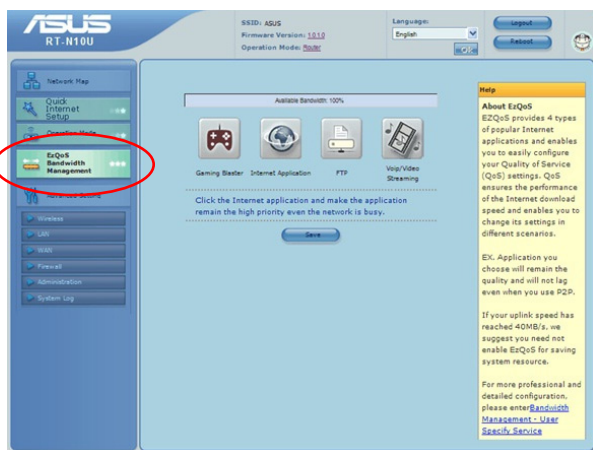 ASUS
RT-N10U
SSID: ASUS
Firmware Version: 1.0.1.0
Operation Mode: Router
Language:
English
OK
Logout
Reboot
Network Map
Quick
Internet
Setup
Operation Mode
EzQoS
Bandwidth
Management
Advanced Setting
Wireless
LAN
WAN
Firewall
Administration
System Log
Available Bandwidth: 100%
Gaming Blaster
Internet Application
FTP
Voip/Video
Streaming
Click the Internet application and make the application
remain the high priority even the network is busy.
Save
Help
About EzQoS
EZQoS provides 4 types
of popular Internet
applications and enables
you to easily configure
your Quality of Service
(QoS) settings. QoS
ensures the performance
of the Internet download
speed and enables you to
change its settings in
different scenarios.
EX. Application you
choose will remain the
quality and will not lag
even when you use P2P.
If your uplink speed has
reached 40MB/s, we
suggest you need not
enable EzQoS for saving
system resource.
For more professional and
detailed configuration,
please enterBandwidth
Management - User
Specify Service